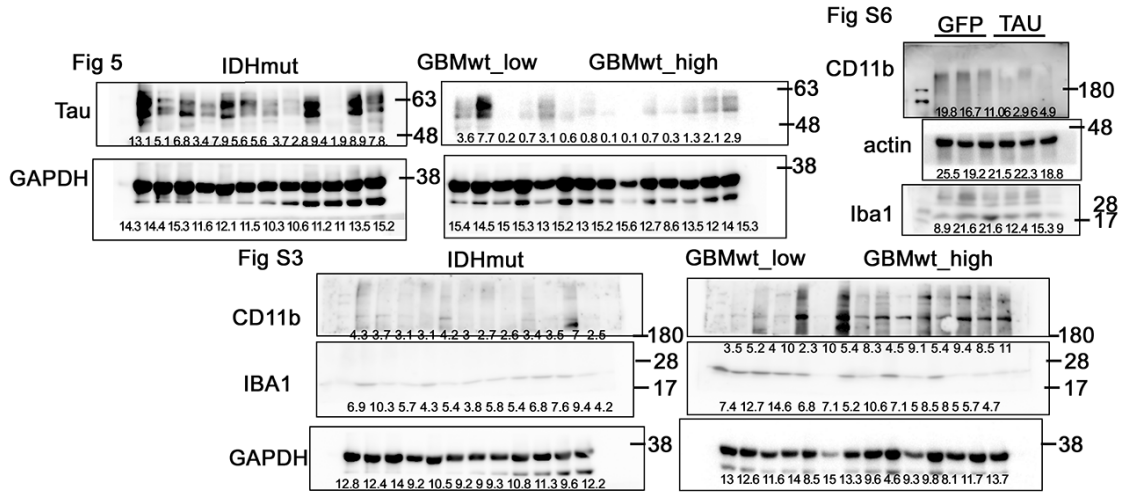 Fig S6
GFP TAU
CD11b
180
19.8 16.7 11.06 2.9 6 4.9
actin
48
25.5 19.2 21.5 22.3 18.8
Iba1
28
17
8.9 21.6 21.6 12.4 15.3 9
Fig 5
IDHmut
GBMwt_low
GBMwt_high
Tau
63
48
13.1 5.1 6.8 3.4 7.9 5.6 5.6 3.7 2.8 9.4 1.9 8.9 7.8.
63
48
3.6 7.7 0.2 0.7 3.1 0.6 0.8 0.1 0.1 0.7 0.3 1.3 2.1 2.9
GAPDH
38
14.3 14.4 15.3 11.6 12.1 11.5 10.3 10.6 11.2 11 13.5 15.2
38
15.4 14.5 15 15.3 13 15.2 13 15.2 15.6 12.7 8.6 13.5 12 14 15.3
Fig S3
IDHmut
GBMwt_low
GBMwt_high
CD11b
180
4.3 3.7 3.1 3.1 4.2 3 2.7 2.6 3.4 3.5 7 2.5
180
3.5 5.2 4 10 2.3 10 5.4 8.3 4.5 9.1 5.4 9.4 8.5 11
IBA1
28
17
6.9 10.3 5.7 4.3 5.4 3.8 5.8 5.4 6.8 7.6 9.4 4.2
28
17
7.4 12.7 14.6 6.8 7.1 5.2 10.6 7.1 5 8.5 8 5 5.7 4.7
GAPDH
38
12.8 12.4 14 9.2 10.5 9.2 9 9.3 10.8 11.3 9.6 12.2
38
13 12.6 11.6 14 8.5 15 13.3 9.6 4.6 9.3 9.8 8.1 11.7 13.7